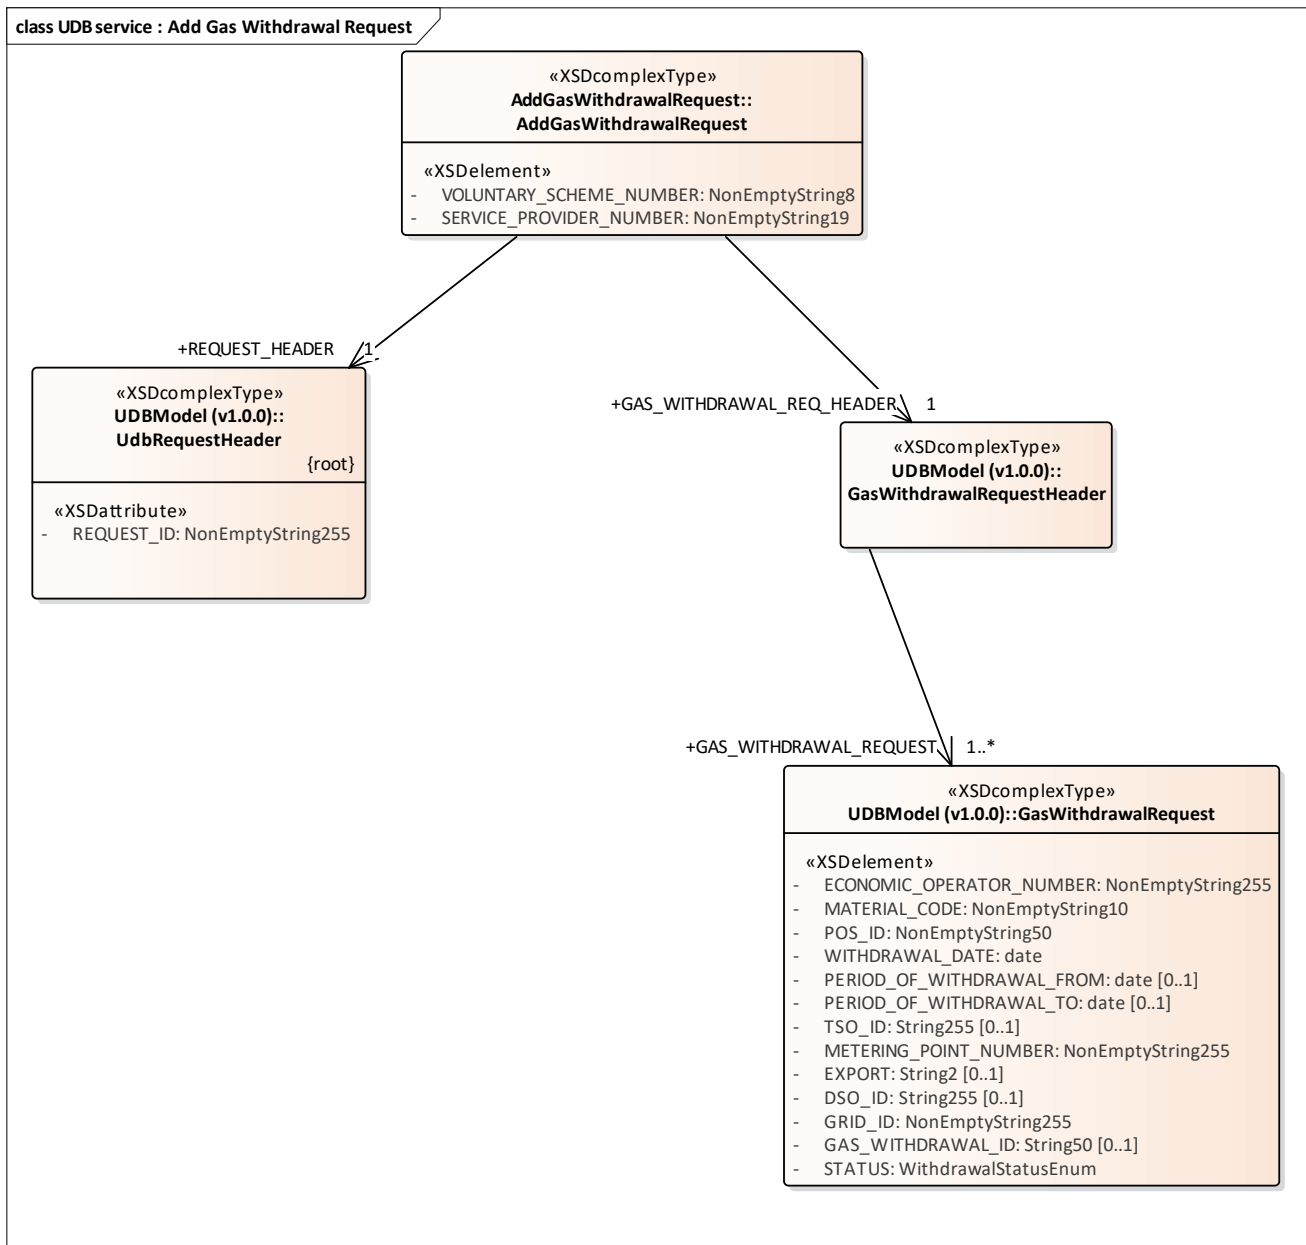 class UDB service : Add Gas Withdrawal Request
«XSDcomplexType»
AddGasWithdrawalRequest::
AddGasWithdrawalRequest
«XSDelement»
- VOLUNTARY_SCHEME_NUMBER: NonEmptyString8
- SERVICE_PROVIDER_NUMBER: NonEmptyString19
+REQUEST_HEADER 1
«XSDcomplexType»
UDBModel (v1.0.0)::
UdbRequestHeader
{root}
«XSDattribute»
- REQUEST_ID: NonEmptyString255
+GAS_WITHDRAWAL_REQ_HEADER 1
«XSDcomplexType»
UDBModel (v1.0.0)::
GasWithdrawalRequestHeader
+GAS_WITHDRAWAL_REQUEST 1..*
«XSDcomplexType»
UDBModel (v1.0.0)::GasWithdrawalRequest
«XSDelement»
- ECONOMIC_OPERATOR_NUMBER: NonEmptyString255
- MATERIAL_CODE: NonEmptyString10
- POS_ID: NonEmptyString50
- WITHDRAWAL_DATE: date
- PERIOD_OF_WITHDRAWAL_FROM: date [0..1]
- PERIOD_OF_WITHDRAWAL_TO: date [0..1]
- TSO_ID: String255 [0..1]
- METERING_POINT_NUMBER: NonEmptyString255
- EXPORT: String2 [0..1]
- DSO_ID: String255 [0..1]
- GRID_ID: NonEmptyString255
- GAS_WITHDRAWAL_ID: String50 [0..1]
- STATUS: WithdrawalStatusEnum